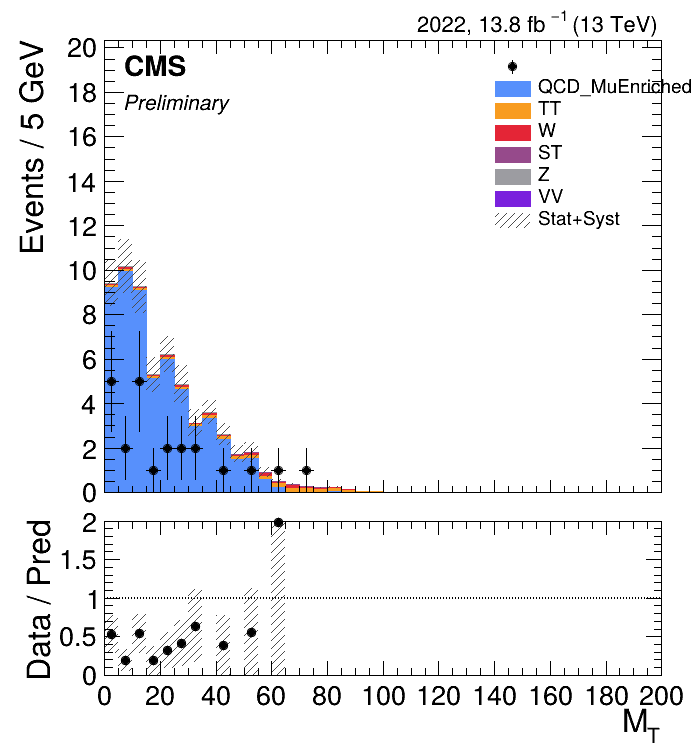 2022, 13.8 fb⁻¹ (13 TeV)
CMS
Preliminary
QCD_MuEnriched
TT
W
ST
Z
VV
Stat+Syst
Events / 5 GeV
20
18
16
14
12
10
8
6
4
2
0
Data / Pred
2
1.5
1
0.5
0
0 20 40 60 80 100 120 140 160 180 200
M_T